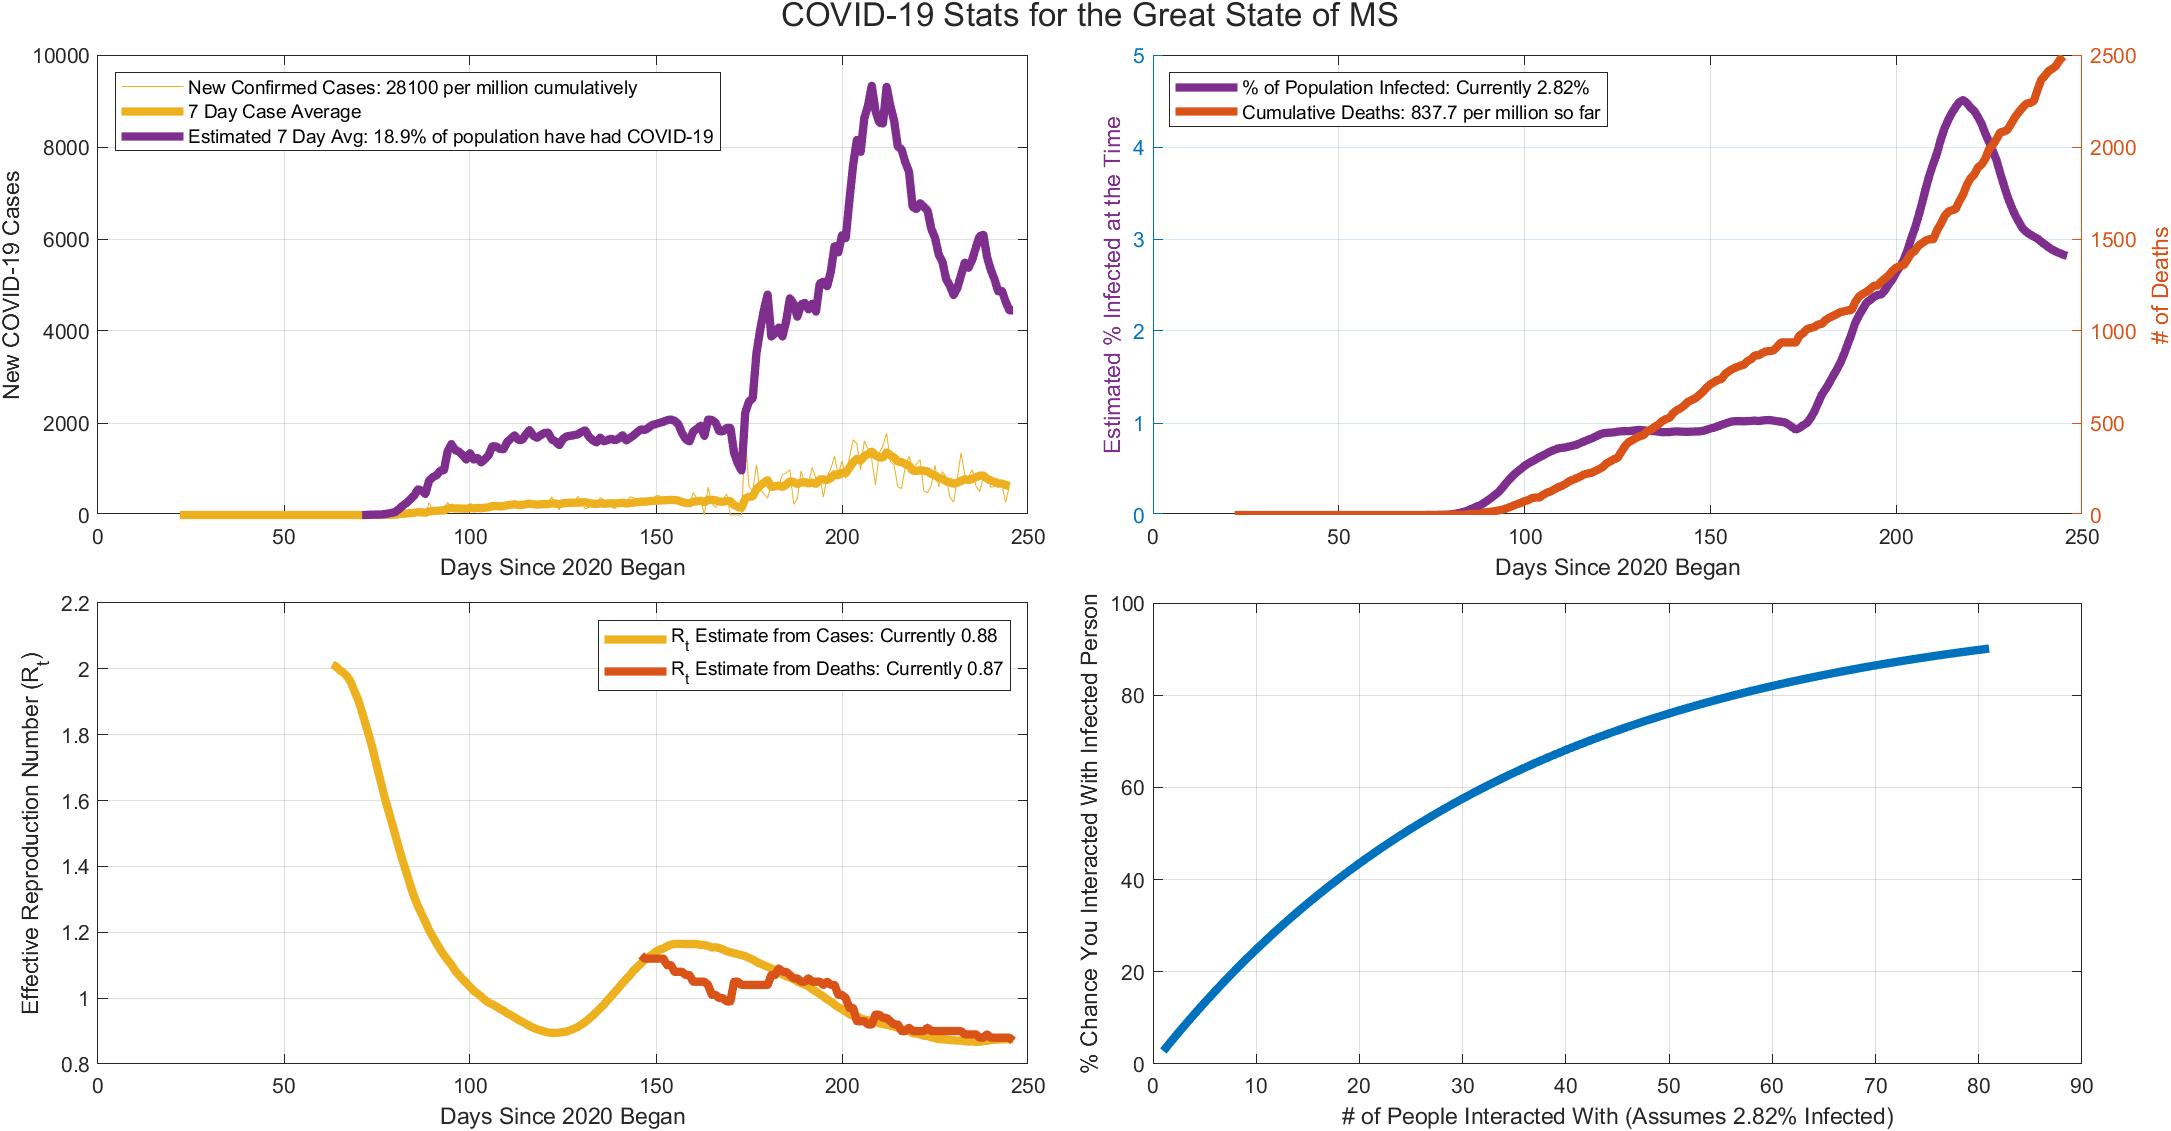 COVID-19 Stats for the Great State of MS
10000
8000
6000
4000
2000
0
New COVID-19 Cases
New Confirmed Cases: 28100 per million cumulatively
7 Day Case Average
Estimated 7 Day Avg: 18.9% of population have had COVID-19
0 50 100 150 200 250
Days Since 2020 Began
5
4
3
2
1
0
Estimated % Infected at the Time
% of Population Infected: Currently 2.82%
Cumulative Deaths: 837.7 per million so far
2500
2000
1500
1000
500
0
# of Deaths
0 50 100 150 200 250
Days Since 2020 Began
2.2
2
1.8
1.6
1.4
1.2
1
0.8
Effective Reproduction Number (Rt)
Rt Estimate from Cases: Currently 0.88
Rt Estimate from Deaths: Currently 0.87
0 50 100 150 200 250
Days Since 2020 Began
100
80
60
40
20
0
% Chance You Interacted With Infected Person
0 10 20 30 40 50 60 70 80 90
# of People Interacted With (Assumes 2.82% Infected)